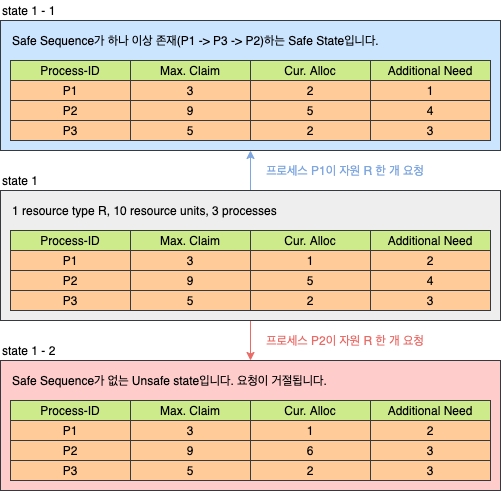 state 1 - 1
Safe Sequence가 하나 이상 존재(P1 -> P3 -> P2)하는 Safe State입니다.
Process-ID Max. Claim Cur. Alloc Additional Need
P1 3 2 1
P2 9 5 4
P3 5 2 3
프로세스 P1이 자원 R 한 개 요청
state 1
1 resource type R, 10 resource units, 3 processes
Process-ID Max. Claim Cur. Alloc Additional Need
P1 3 1 2
P2 9 5 4
P3 5 2 3
프로세스 P2이 자원 R 한 개 요청
state 1 - 2
Safe Sequence가 없는 Unsafe state입니다. 요청이 거절됩니다.
Process-ID Max. Claim Cur. Alloc Additional Need
P1 3 1 2
P2 9 6 3
P3 5 2 3